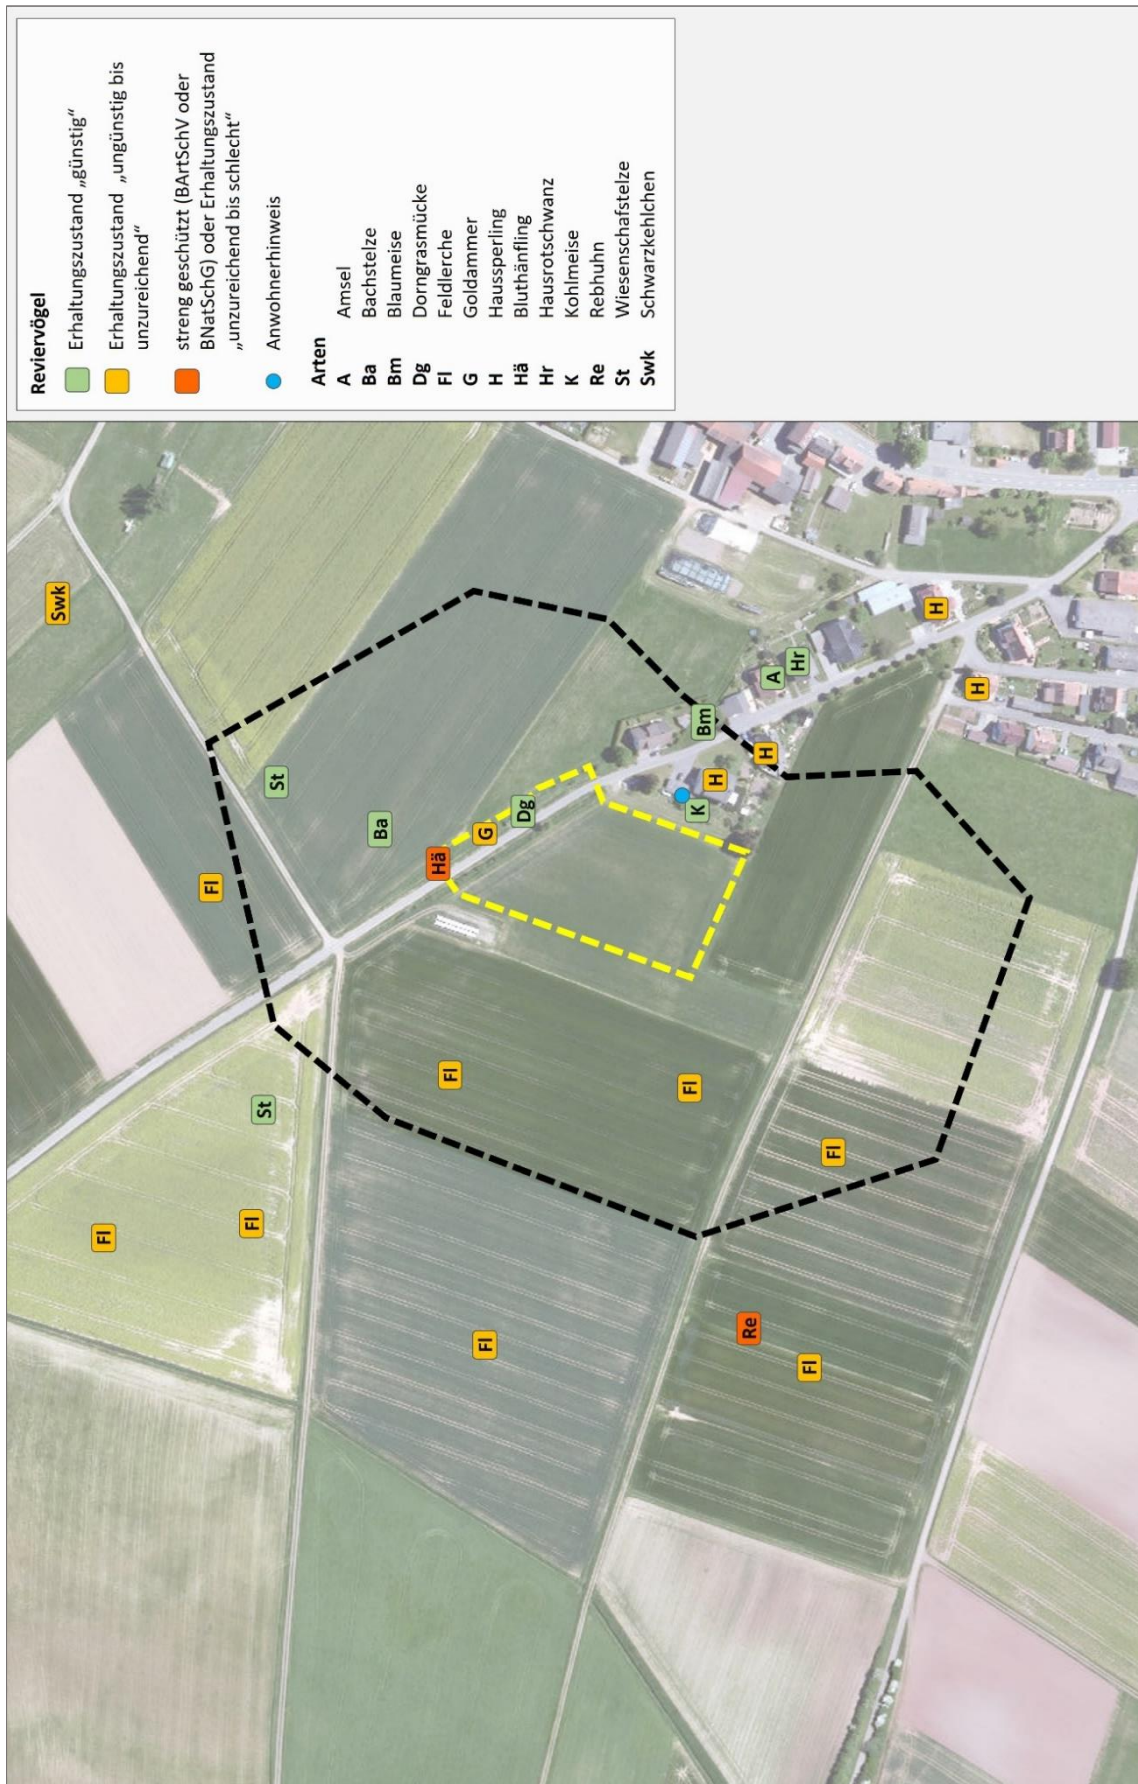 Reviervögel
Erhaltungszustand „günstig“
Erhaltungszustand „ungünstig bis
unzureichend“
streng geschützt (BArtSchV oder
BNatSchG) oder Erhaltungszustand
„unzureichend bis schlecht“
Anwohnerhinweis
Arten
A Amsel
Ba Bachstelze
Bm Blaumeise
Dg Dorngrasmücke
Fl Feldlerche
G Goldammer
H Haussperling
Hä Bluthänfling
Hr Hausrotschwanz
K Kohlmeise
Re Rebhuhn
St Wiesenschafstelze
Swk Schwarzkehlchen
Swk
St
Fl
Ba
Hä
G
Dg
Bm
A
Hr
H
H
H
H
K
St
Fl
Fl
Fl
Fl
Fl
Fl
Re
Fl